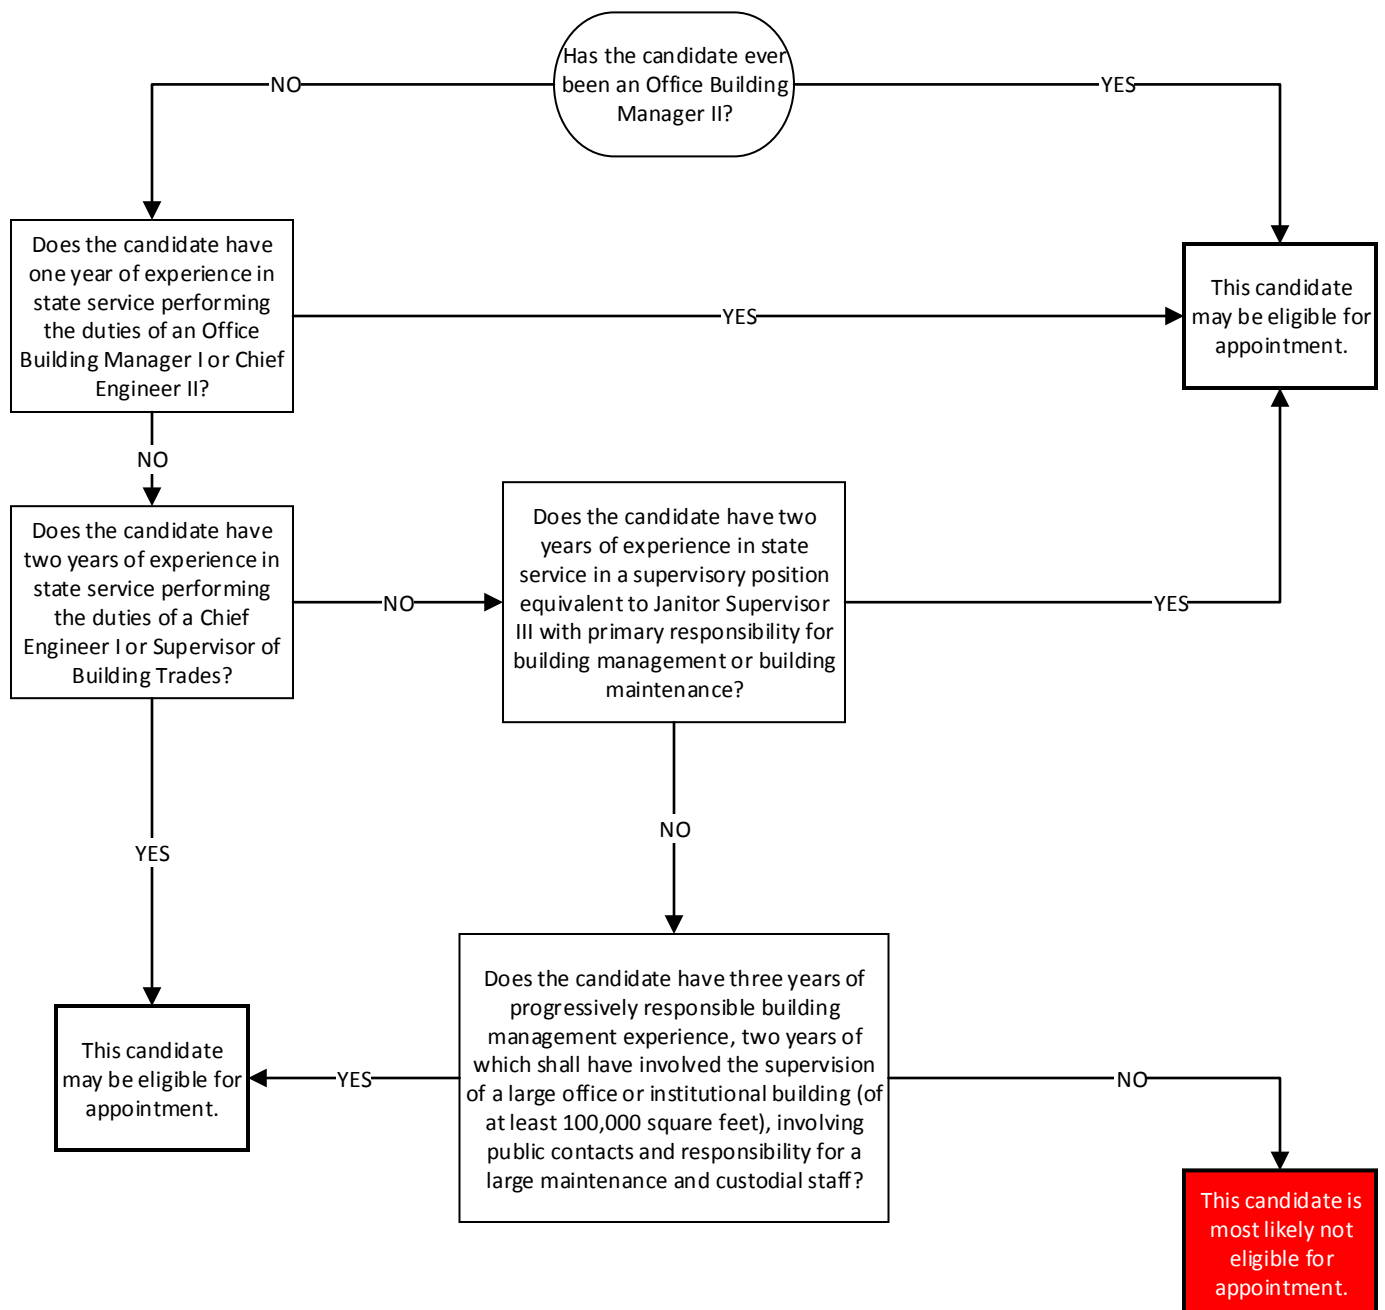 Has the candidate ever
been an Office Building
Manager II?
NO
YES
Does the candidate have
one year of experience in
state service performing
the duties of an Office
Building Manager I or Chief
Engineer II?
YES
This candidate
may be eligible for
appointment.
NO
Does the candidate have
two years of experience in
state service performing
the duties of a Chief
Engineer I or Supervisor of
Building Trades?
NO
Does the candidate have two
years of experience in state
service in a supervisory position
equivalent to Janitor Supervisor
III with primary responsibility for
building management or building
maintenance?
YES
YES
NO
This candidate
may be eligible for
appointment.
YES
Does the candidate have three years of
progressively responsible building
management experience, two years of
which shall have involved the supervision
of a large office or institutional building (of
at least 100,000 square feet), involving
public contacts and responsibility for a
large maintenance and custodial staff?
NO
This candidate is
most likely not
eligible for
appointment.